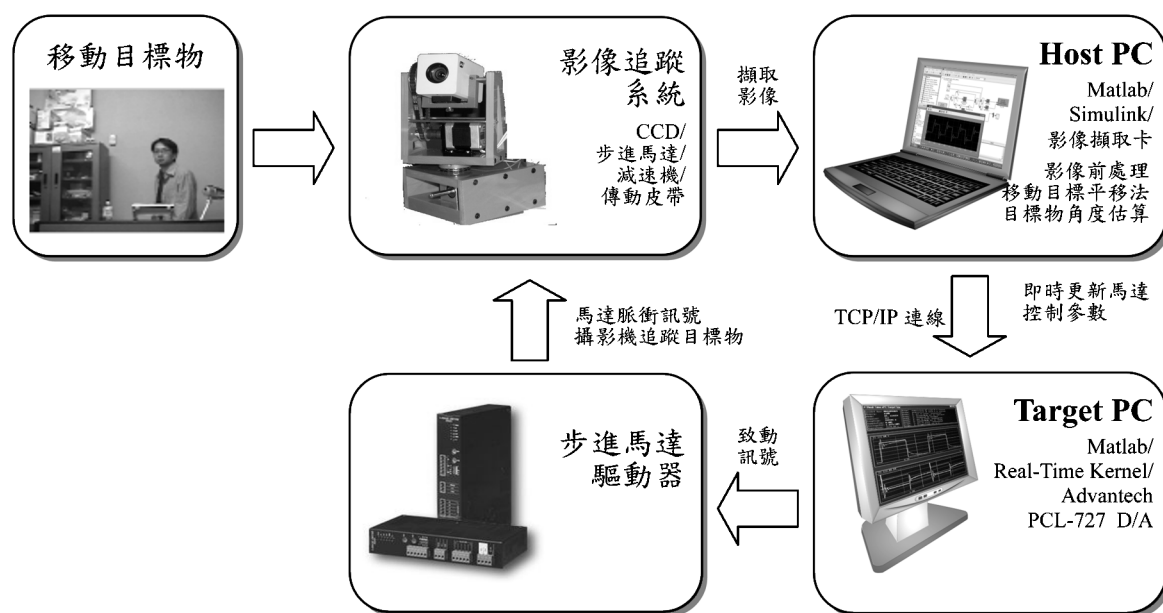 移動目標物
影像追蹤
系統
CCD/
步進馬達/
減速機/
傳動皮帶
擷取
影像
Host PC
Matlab/
Simulink/
影像擷取卡
影像前處理
移動目標平移法
目標物角度估算
TCP/IP 連線
即時更新馬達
控制參數
Target PC
Matlab/
Real-Time Kernel/
Advantech
PCL-727 D/A
致動
訊號
步進馬達
驅動器
馬達脈衝訊號
攝影機追蹤目標物